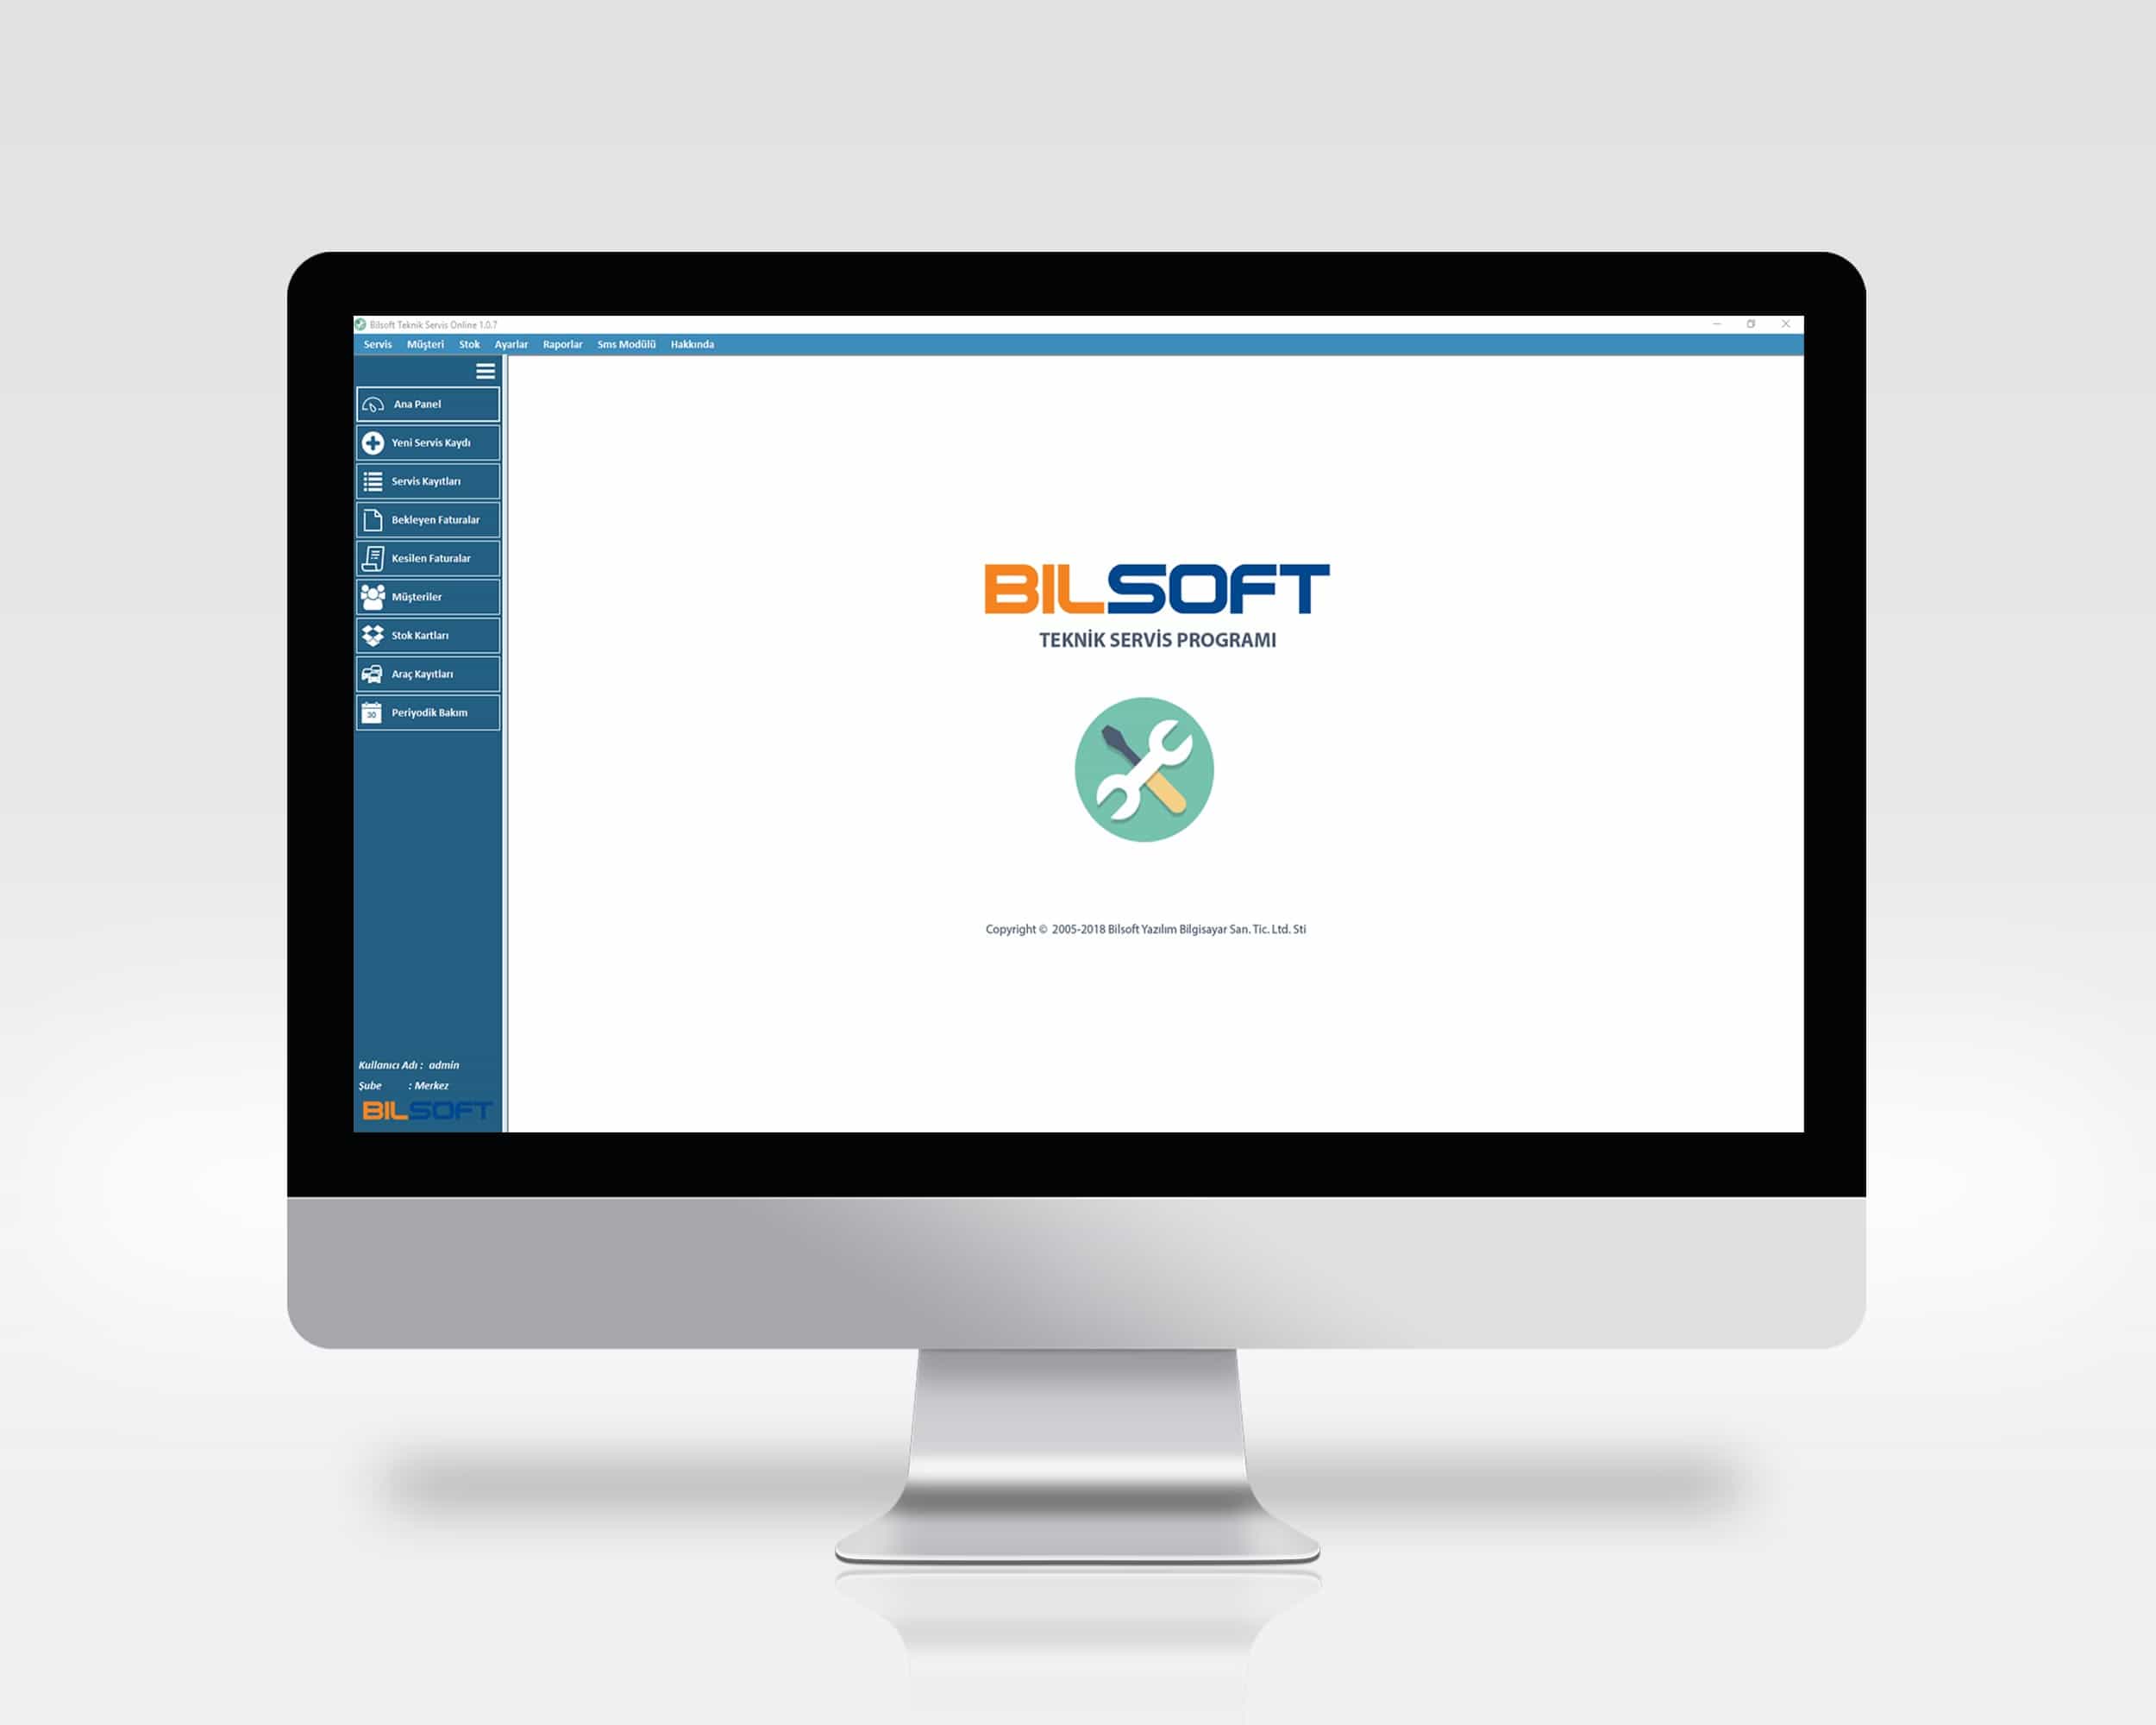 Bilsoft Teknik Servis Online 1.0.7
Servis Müşteri Stok Ayarlar Raporlar Sms Modülü Hakkında
Ana Panel
Yeni Servis Kaydı
Servis Kayıtları
Bekleyen Faturalar
Kesilen Faturalar
Müşteriler
Stok Kartları
Araç Kayıtları
30 Periyodik Bakım
BILSOFT
TEKNİK SERVİS PROGRAMI
Copyright © 2005-2018 Bilsoft Yazılım Bilgisayar San. Tic. Ltd. Sti
Kullanıcı Adı : admin
Şube : Merkez
BILSOFT